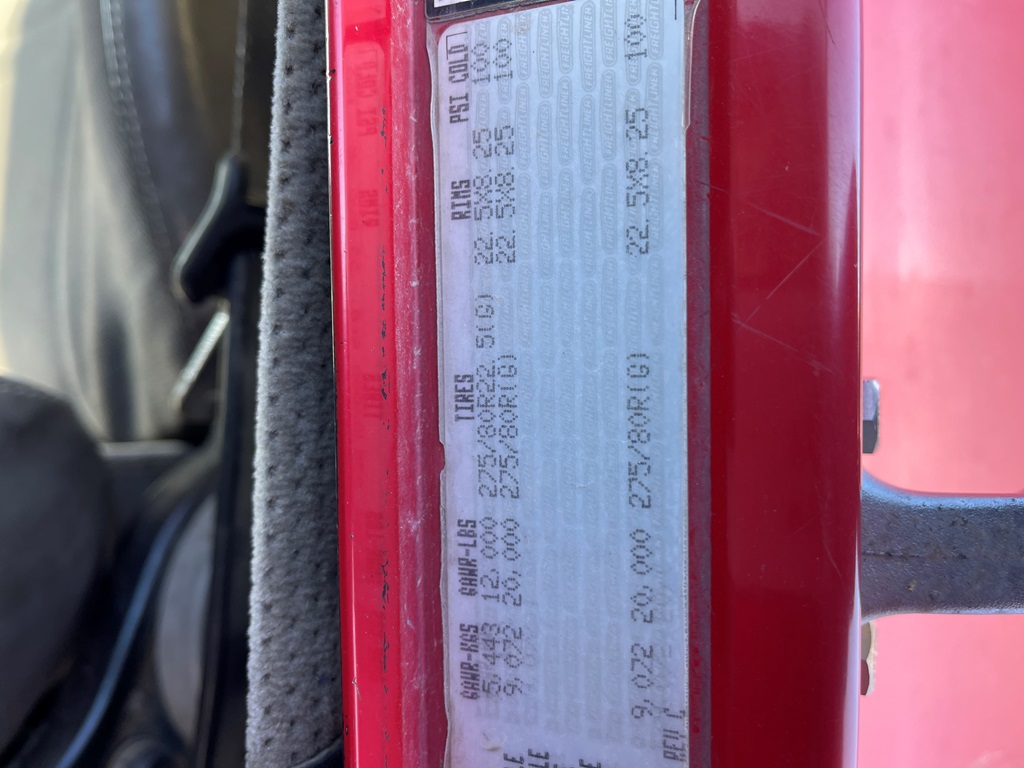 GAWR-KGS GAWR-LBS TIRES RIMS PSI COLD
5,443 12,000 275/80R22.5(G) 22.5X8.25 100
9,072 20,000 275/80R(G) 22.5X8.25 100
9,072 20,000 275/80R(G) 22.5X8.25 100
REV C
FREIGHTLINER